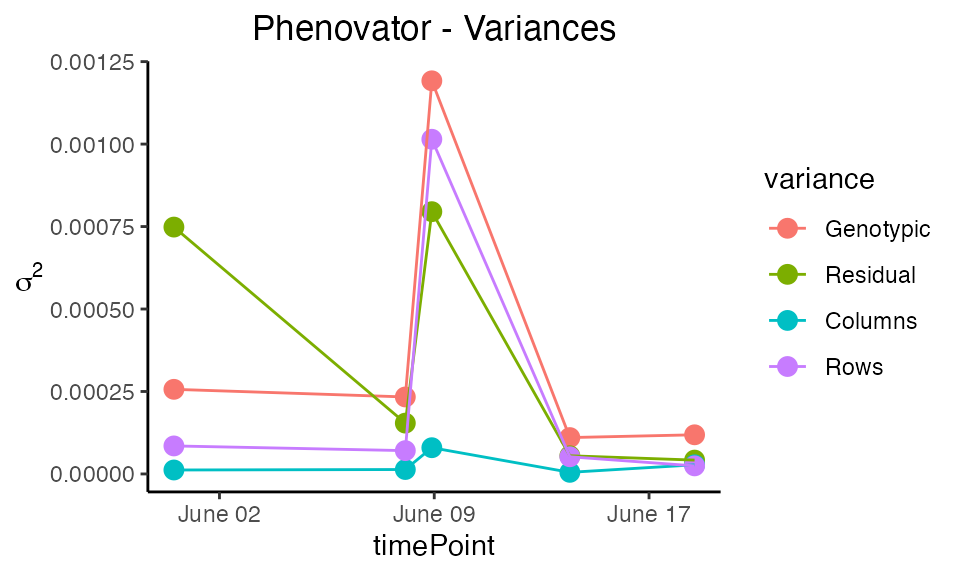 Phenovator - Variances
0.00125
0.00100
0.00075
0.00050
0.00025
0.00000
σ²
June 02
June 09
June 17
timePoint
variance
Genotypic
Residual
Columns
Rows